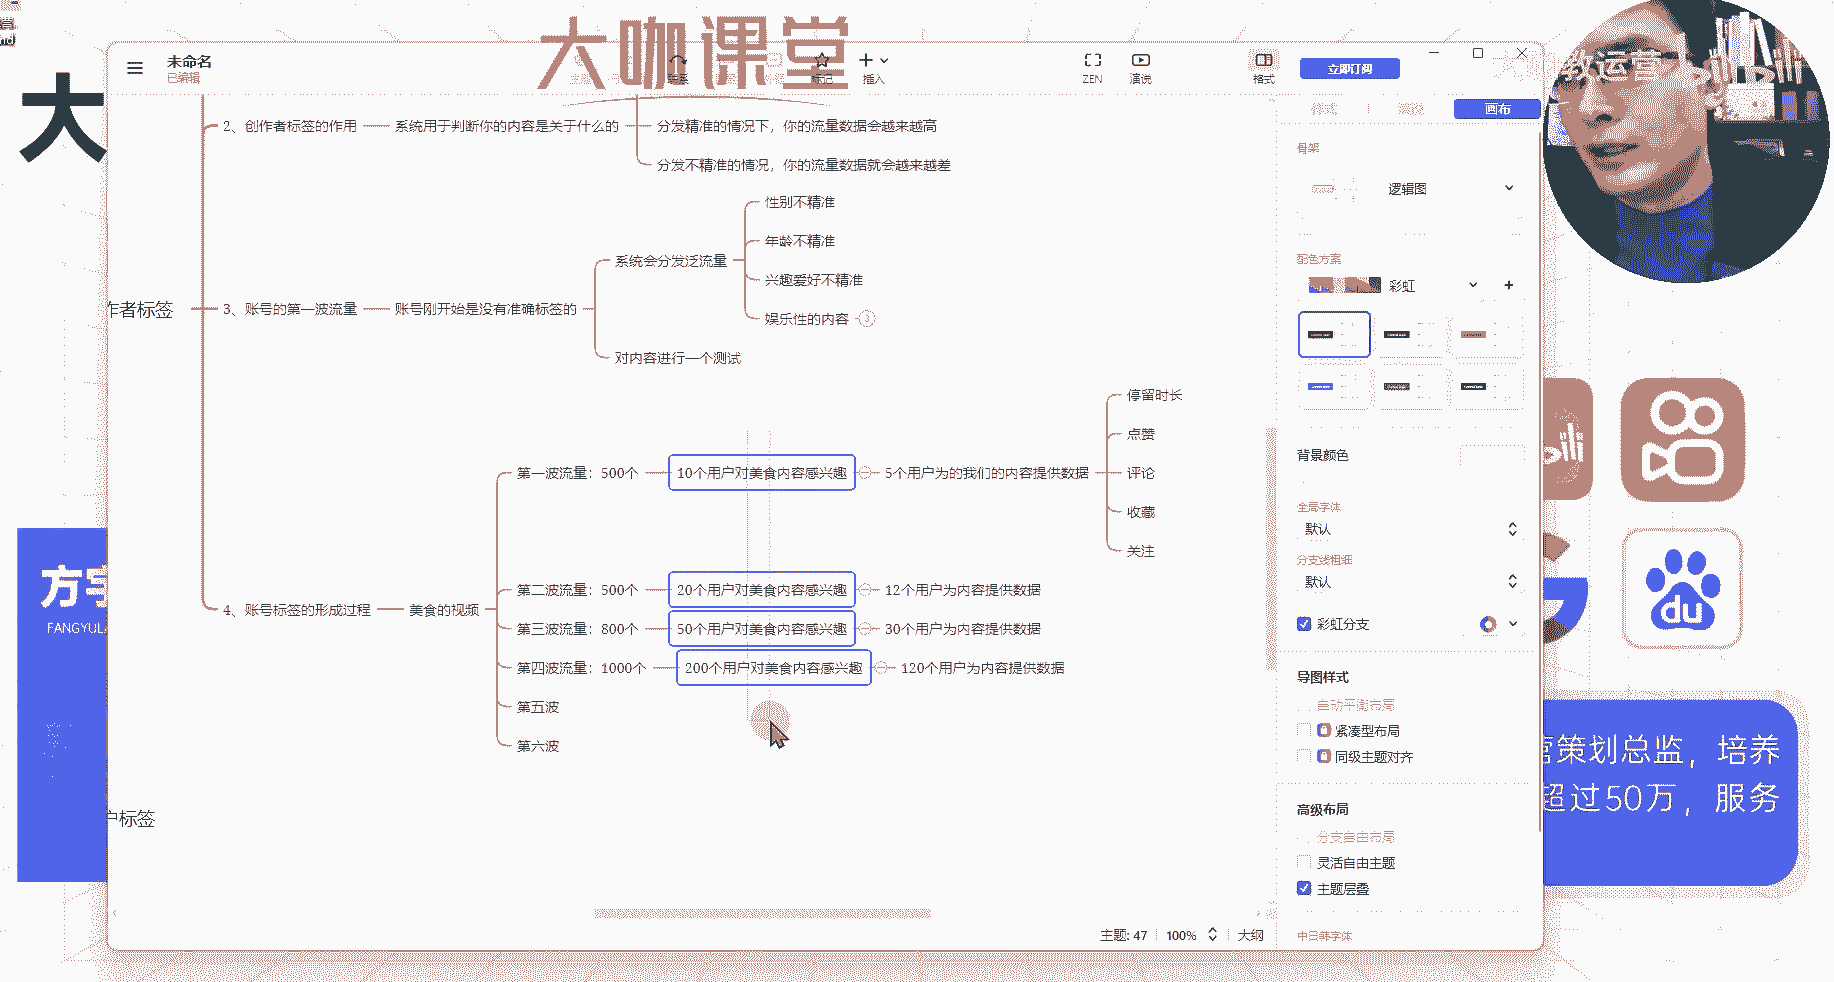 大咖课堂
教运营
大
未命名
已编辑
联系
标记
插入
ZEN
演说
格式
立即订阅
2、创作者标签的作用
系统用于判断你的内容是关于什么的
分发精准的情况下，你的流量数据会越来越高
分发不精准的情况，你的流量数据就会越来越差
作者标签
3、账号的第一波流量
账号刚开始是没有准确标签的
系统会分发泛流量
性别不精准
年龄不精准
兴趣爱好不精准
娱乐性的内容
3
对内容进行一个测试
4、账号标签的形成过程
美食的视频
第一波流量：500个
10个用户对美食内容感兴趣
5个用户为的我们的内容提供数据
停留时长
点赞
评论
收藏
关注
第二波流量：500个
20个用户对美食内容感兴趣
12个用户为内容提供数据
第三波流量：800个
50个用户对美食内容感兴趣
30个用户为内容提供数据
第四波流量：1000个
200个用户对美食内容感兴趣
120个用户为内容提供数据
第五波
第六波
户标签
样式
演说
画布
骨架
逻辑图
配色方案
彩虹
背景颜色
全局字体
默认
分支线粗细
默认
彩虹分支
导图样式
自动平衡布局
紧凑型布局
同级主题对齐
高级布局
分支自由布局
灵活自由主题
主题层叠
中日韩字体
主题: 47
100%
大纲
方宇
FANGYULA
du
营策划总监，培养
超过50万，服务